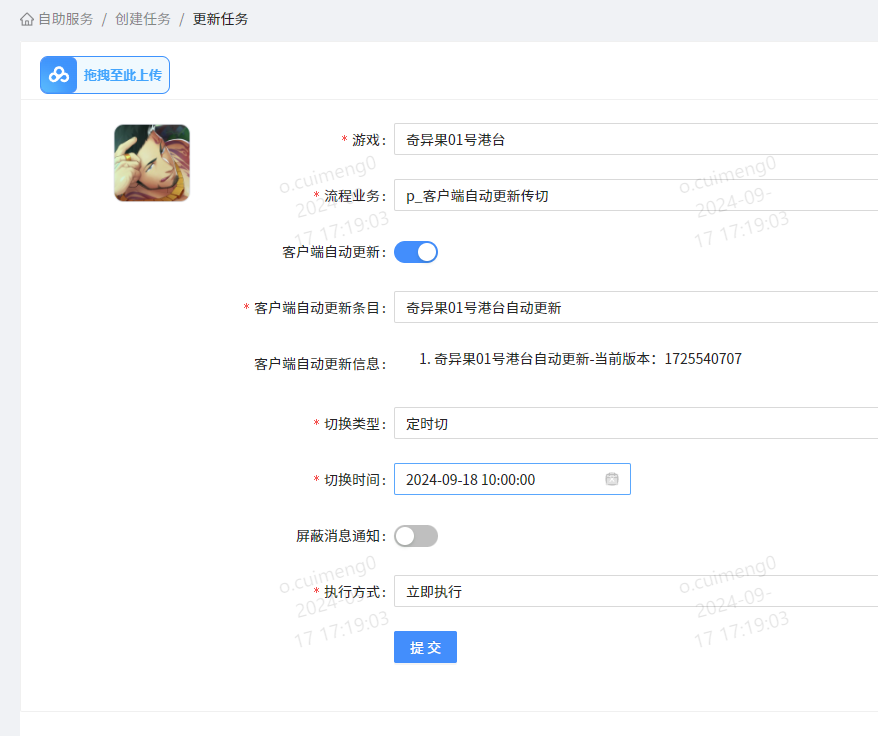 自助服务 / 创建任务 / 更新任务
拖拽至此上传
* 游戏: 奇异果01号港台
* 流程业务: p_客户端自动更新传切
o.cuimeng0
2024-09-
17 17:19:03
o.cuimeng0
2024-09-
17 17:19:03
客户端自动更新:
* 客户端自动更新条目: 奇异果01号港台自动更新
客户端自动更新信息: 1. 奇异果01号港台自动更新-当前版本：1725540707
* 切换类型: 定时切
* 切换时间: 2024-09-18 10:00:00
屏蔽消息通知:
* 执行方式: 立即执行
o.cuimeng0
2024-09-
17 17:19:03
o.cuimeng0
2024-09-
17 17:19:03
提交